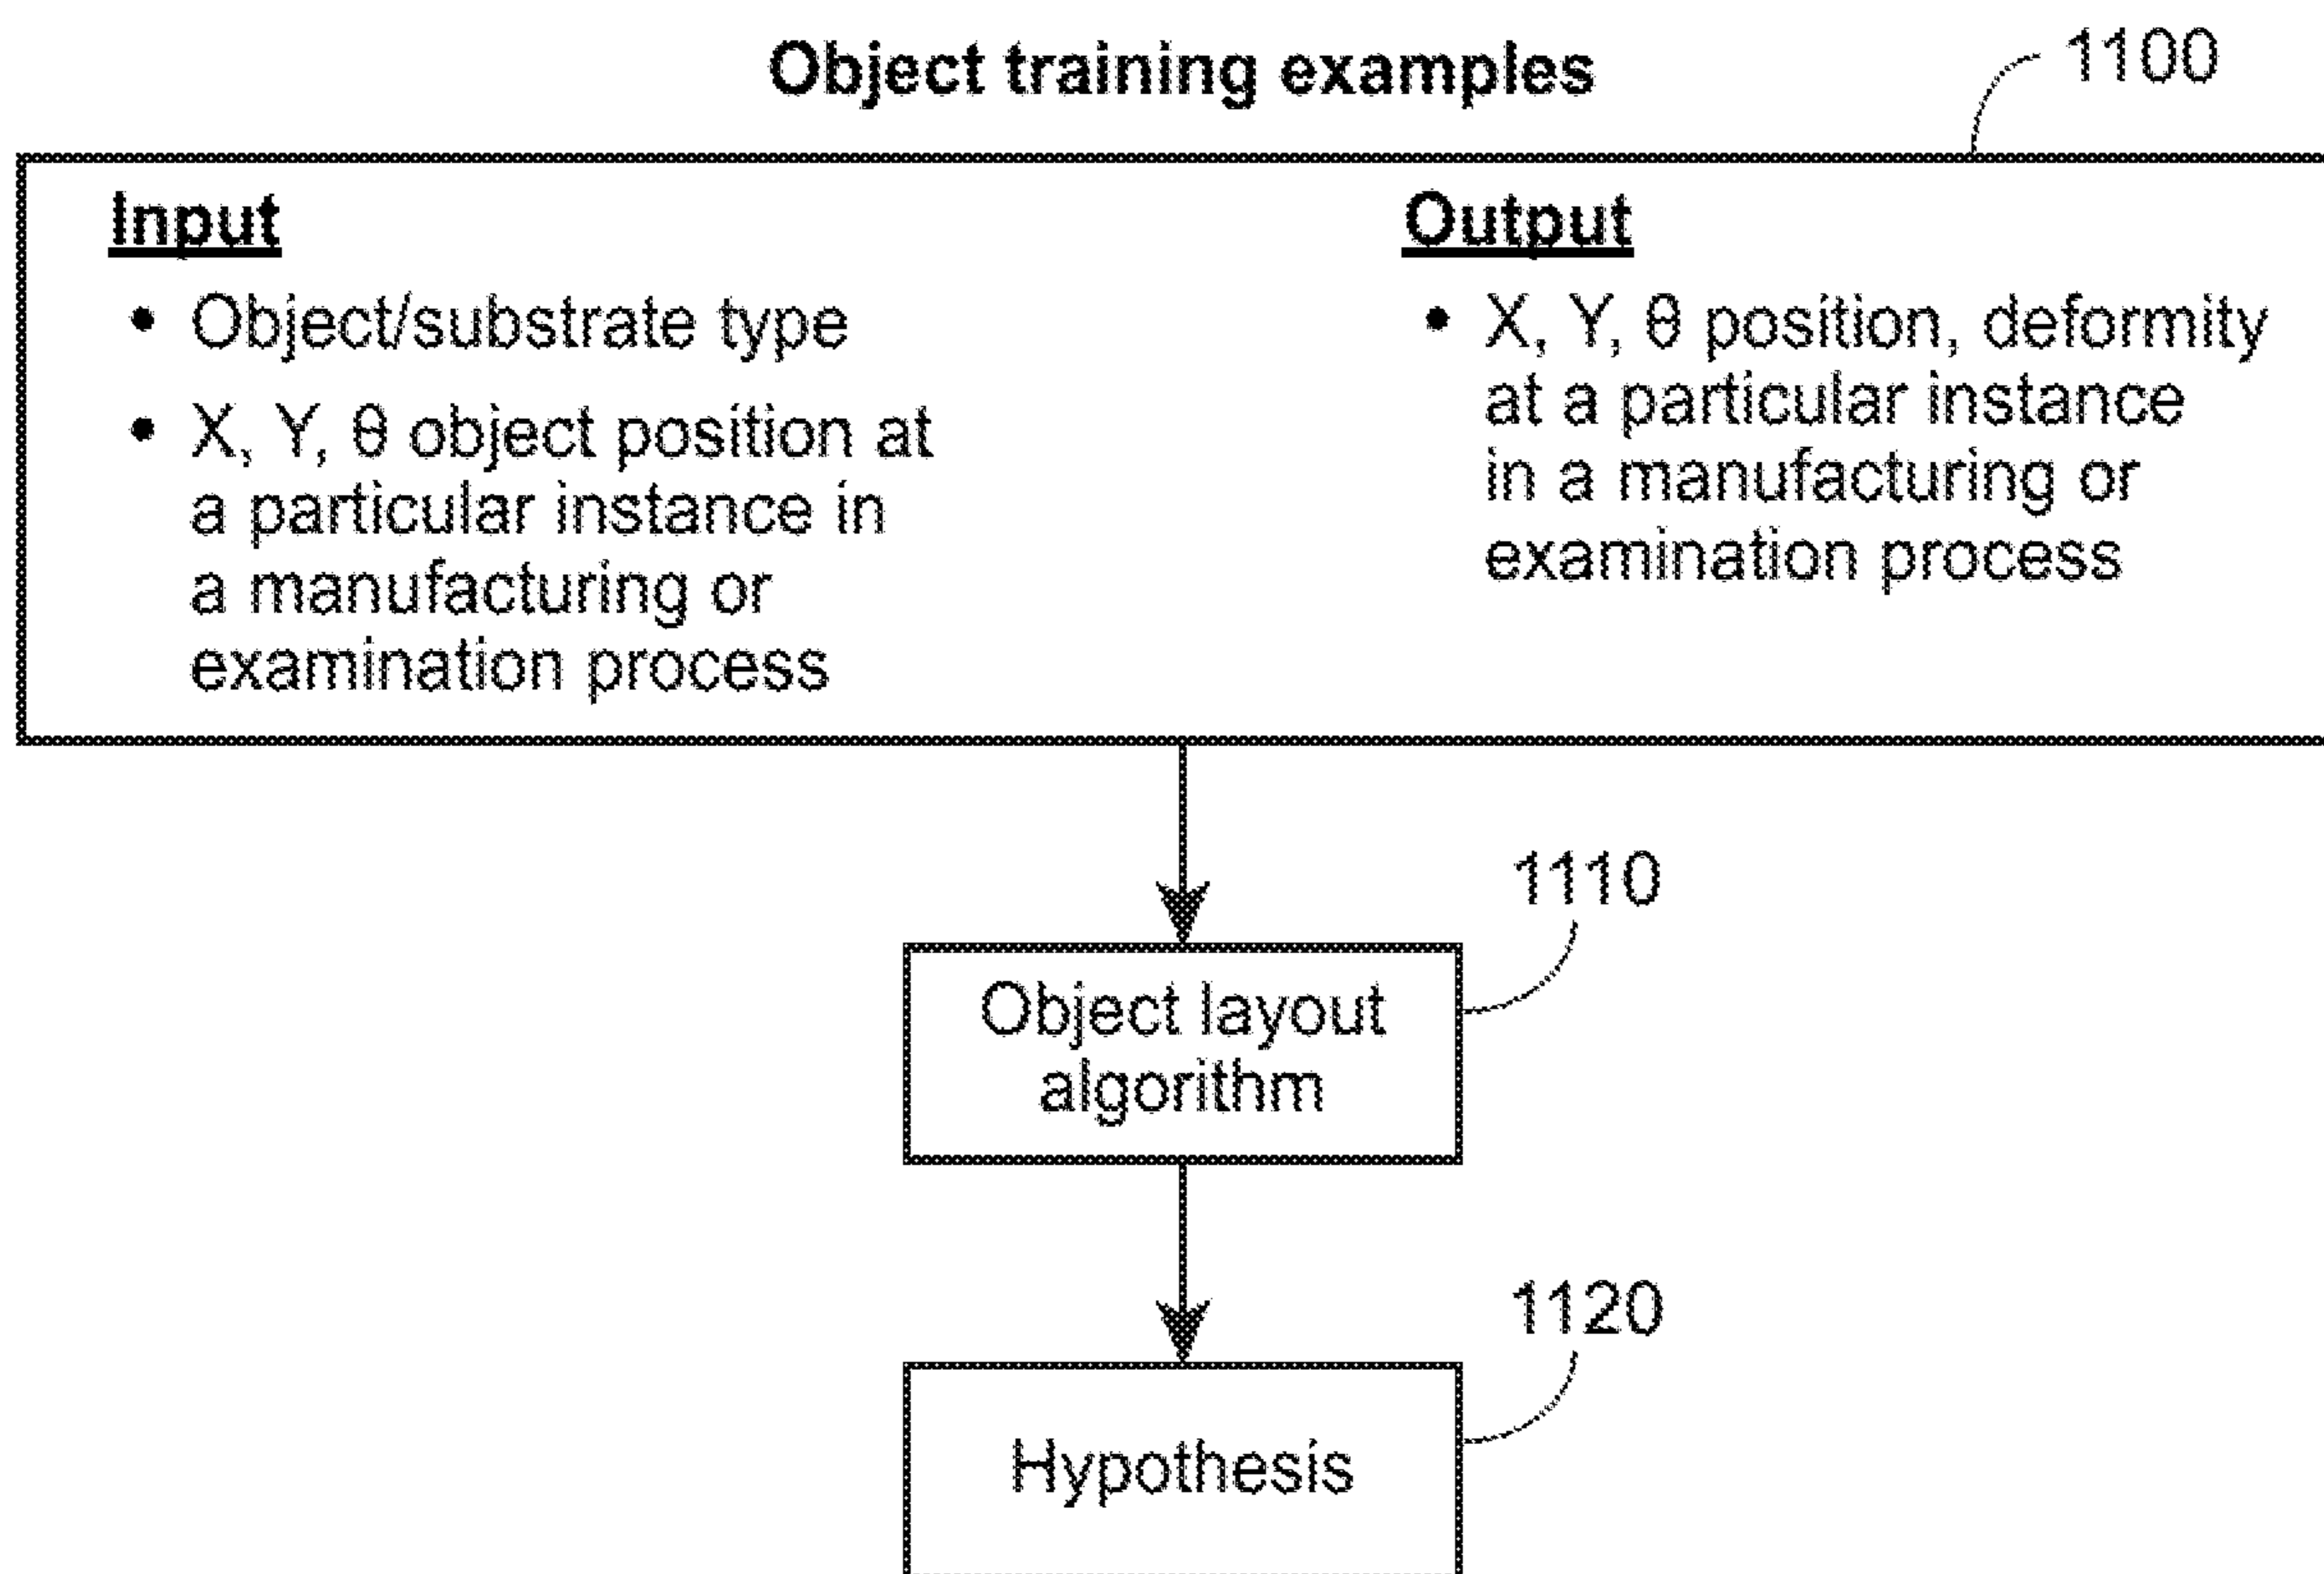 Object training examples
1100
Input
• Object/substrate type
• X, Y, θ object position at
a particular instance in
a manufacturing or
examination process
Output
• X, Y, θ position, deformity
at a particular instance
in a manufacturing or
examination process
1110
Object layout
algorithm
1120
Hypothesis